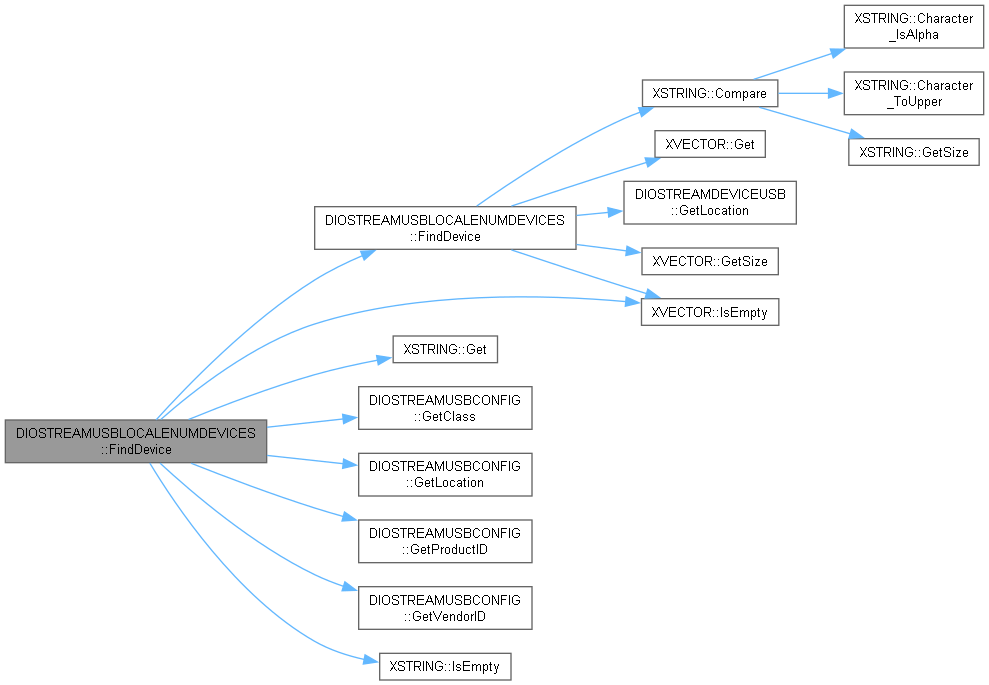 XSTRING::Character
_IsAlpha
XSTRING::Compare
XSTRING::Character
_ToUpper
XVECTOR::Get
XSTRING::GetSize
DIOSTREAMDEVICEUSB
::GetLocation
DIOSTREAMUSBLOCALENUMDEVICES
::FindDevice
XVECTOR::GetSize
XVECTOR::IsEmpty
XSTRING::Get
DIOSTREAMUSBCONFIG
::GetClass
DIOSTREAMUSBLOCALENUMDEVICES
::FindDevice
DIOSTREAMUSBCONFIG
::GetLocation
DIOSTREAMUSBCONFIG
::GetProductID
DIOSTREAMUSBCONFIG
::GetVendorID
XSTRING::IsEmpty